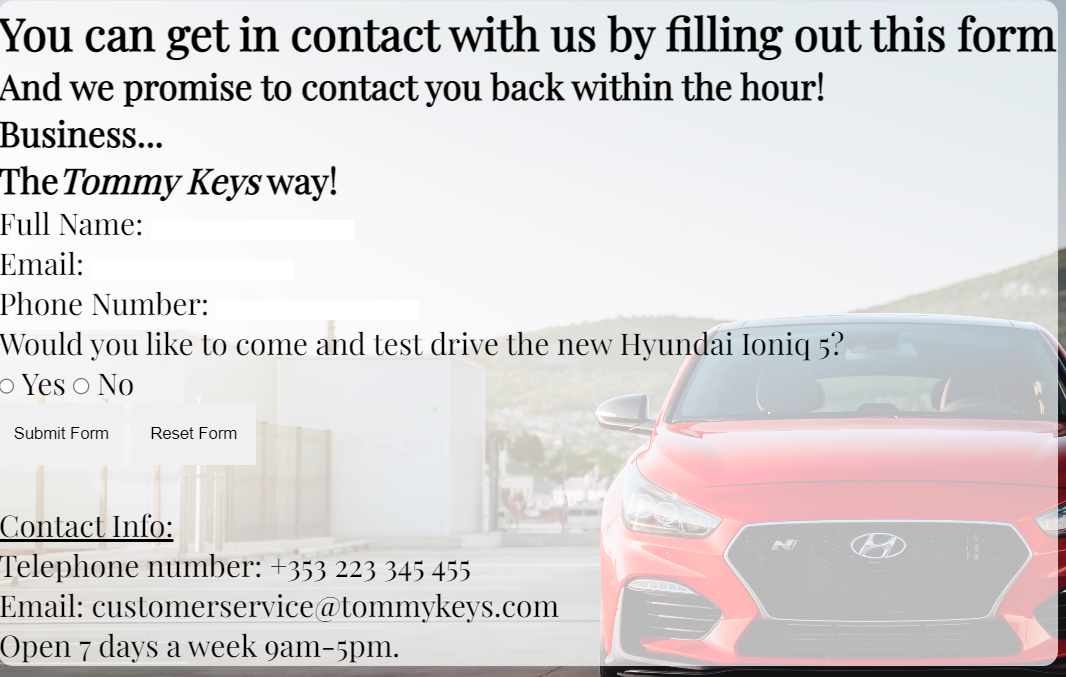 You can get in contact with us by filling out this form
And we promise to contact you back within the hour!
Business...
The Tommy Keys way!
Full Name:
Email:
Phone Number:
Would you like to come and test drive the new Hyundai Ioniq 5?
Yes No
Submit Form Reset Form
Contact Info:
Telephone number: +353 223 345 455
Email: customerservice@tommykeys.com
Open 7 days a week 9am-5pm.
N